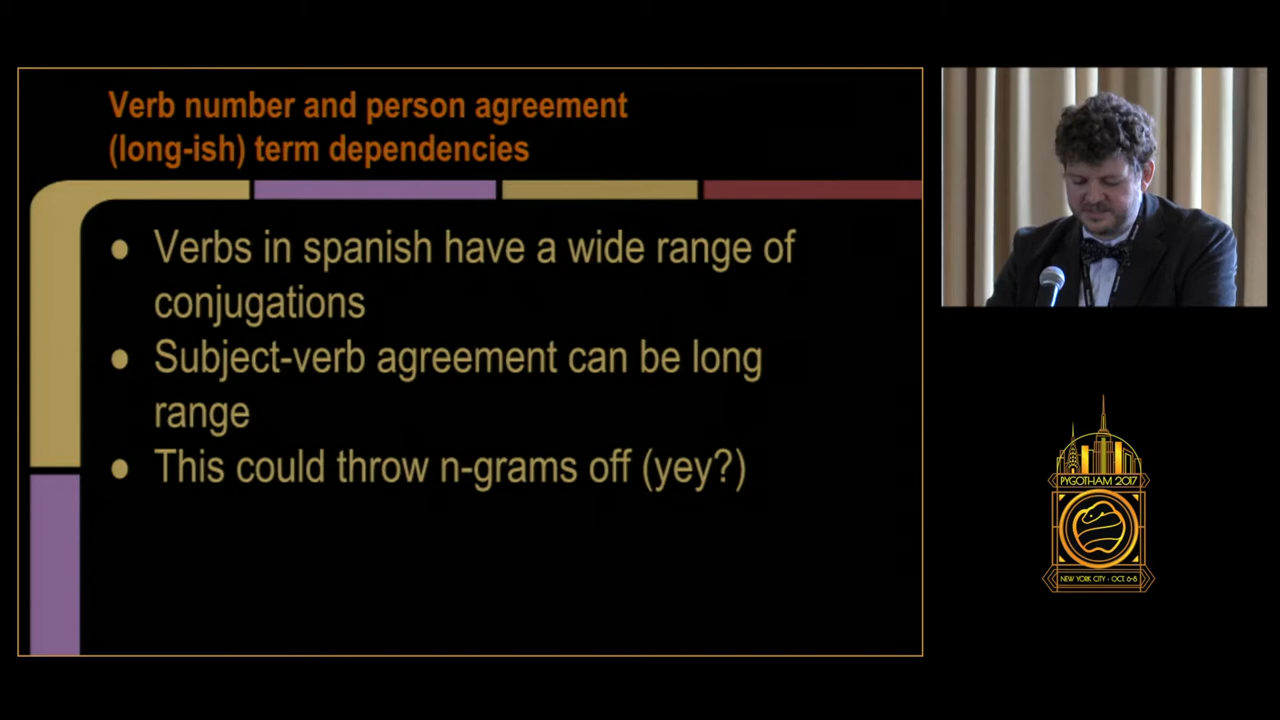 Verb number and person agreement
(long-ish) term dependencies
● Verbs in spanish have a wide range of
conjugations
● Subject-verb agreement can be long
range
● This could throw n-grams off (yey?)
PYGOTHAM 2017
NEW YORK CITY - OCT. 6-8